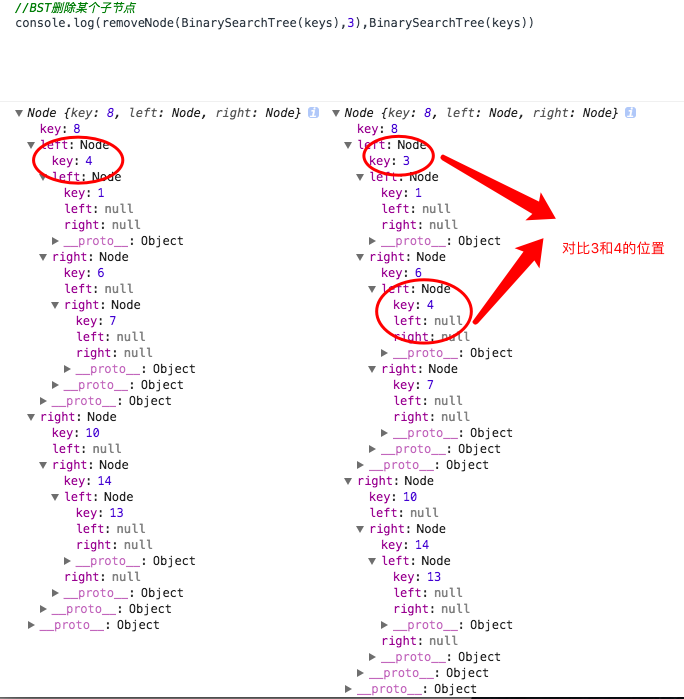 //BST删除某个子节点
console.log(removeNode(BinarySearchTree(keys),3),BinarySearchTree(keys))
▼ Node {key: 8, left: Node, right: Node} i
key: 8
▼ left: Node
key: 4
▼ left: Node
key: 1
left: null
right: null
▶ __proto__: Object
▼ right: Node
key: 6
left: null
▼ right: Node
key: 7
left: null
right: null
▶ __proto__: Object
▶ __proto__: Object
▶ __proto__: Object
▼ right: Node
key: 10
left: null
▼ right: Node
key: 14
▼ left: Node
key: 13
left: null
right: null
▶ __proto__: Object
right: null
▶ __proto__: Object
▶ __proto__: Object
▶ __proto__: Object
▼ Node {key: 8, left: Node, right: Node} i
key: 8
▼ left: Node
key: 3
▼ left: Node
key: 1
left: null
right: null
▶ __proto__: Object
▼ right: Node
key: 6
▼ left: Node
key: 4
left: null
right: null
▶ __proto__: Object
▼ right: Node
key: 7
left: null
right: null
▶ __proto__: Object
▶ __proto__: Object
▶ __proto__: Object
▼ right: Node
key: 10
left: null
▼ right: Node
key: 14
▼ left: Node
key: 13
left: null
right: null
▶ __proto__: Object
right: null
▶ __proto__: Object
▶ __proto__: Object
▶ __proto__: Object
对比3和4的位置